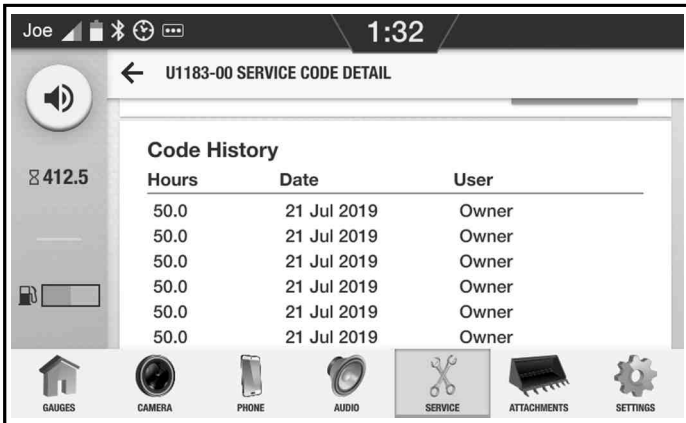 Joe 1:32
U1183-00 SERVICE CODE DETAIL
412.5
Code History
Hours Date User
50.0 21 Jul 2019 Owner
50.0 21 Jul 2019 Owner
50.0 21 Jul 2019 Owner
50.0 21 Jul 2019 Owner
50.0 21 Jul 2019 Owner
50.0 21 Jul 2019 Owner
GAUGES CAMERA PHONE AUDIO SERVICE ATTACHMENTS SETTINGS